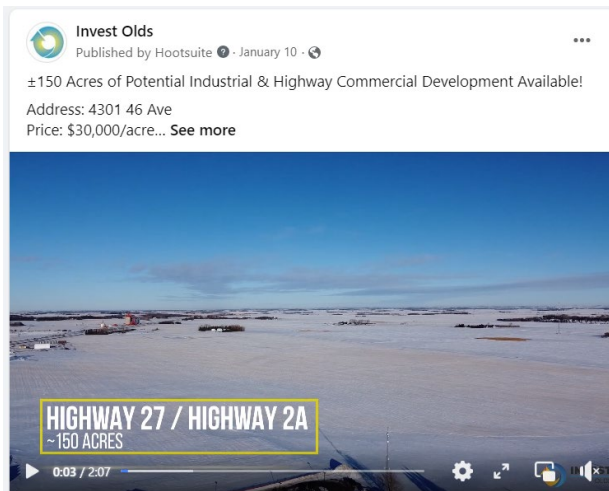 Invest Olds
Published by Hootsuite · January 10 ·
±150 Acres of Potential Industrial & Highway Commercial Development Available!
Address: 4301 46 Ave
Price: $30,000/acre... See more
HIGHWAY 27 / HIGHWAY 2A
~150 ACRES
0:03 / 2:07